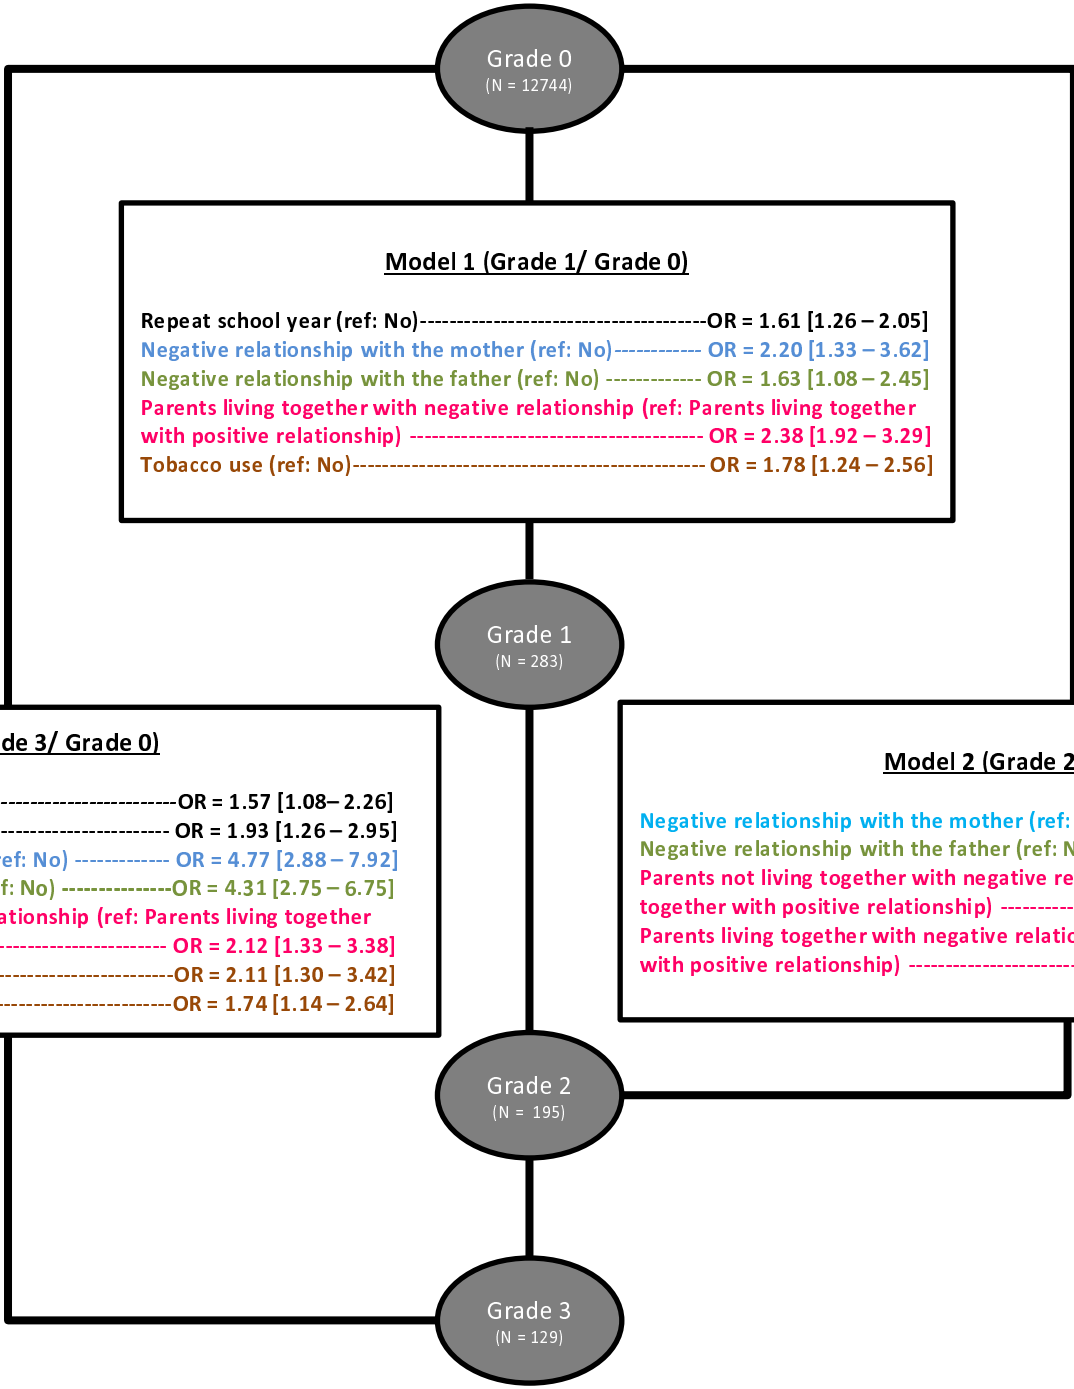 Grade 0
(N = 12744)
Model 1 (Grade 1/ Grade 0)
Repeat school year (ref: No)---------------------------------------OR = 1.61 [1.26 – 2.05]
Negative relationship with the mother (ref: No)------------ OR = 2.20 [1.33 – 3.62]
Negative relationship with the father (ref: No) ------------- OR = 1.63 [1.08 – 2.45]
Parents living together with negative relationship (ref: Parents living together
with positive relationship) ---------------------------------------- OR = 2.38 [1.92 – 3.29]
Tobacco use (ref: No)------------------------------------------------ OR = 1.78 [1.24 – 2.56]
Grade 1
(N = 283)
de 3/ Grade 0)
------------------------OR = 1.57 [1.08– 2.26]
----------------------- OR = 1.93 [1.26 – 2.95]
ref: No) ------------- OR = 4.77 [2.88 – 7.92]
f: No) ---------------OR = 4.31 [2.75 – 6.75]
ationship (ref: Parents living together
----------------------- OR = 2.12 [1.33 – 3.38]
------------------------OR = 2.11 [1.30 – 3.42]
------------------------OR = 1.74 [1.14 – 2.64]
Model 2 (Grade 2
Negative relationship with the mother (ref:
Negative relationship with the father (ref: N
Parents not living together with negative re
together with positive relationship) ----------
Parents living together with negative relatio
with positive relationship) -----------------------
Grade 2
(N = 195)
Grade 3
(N = 129)